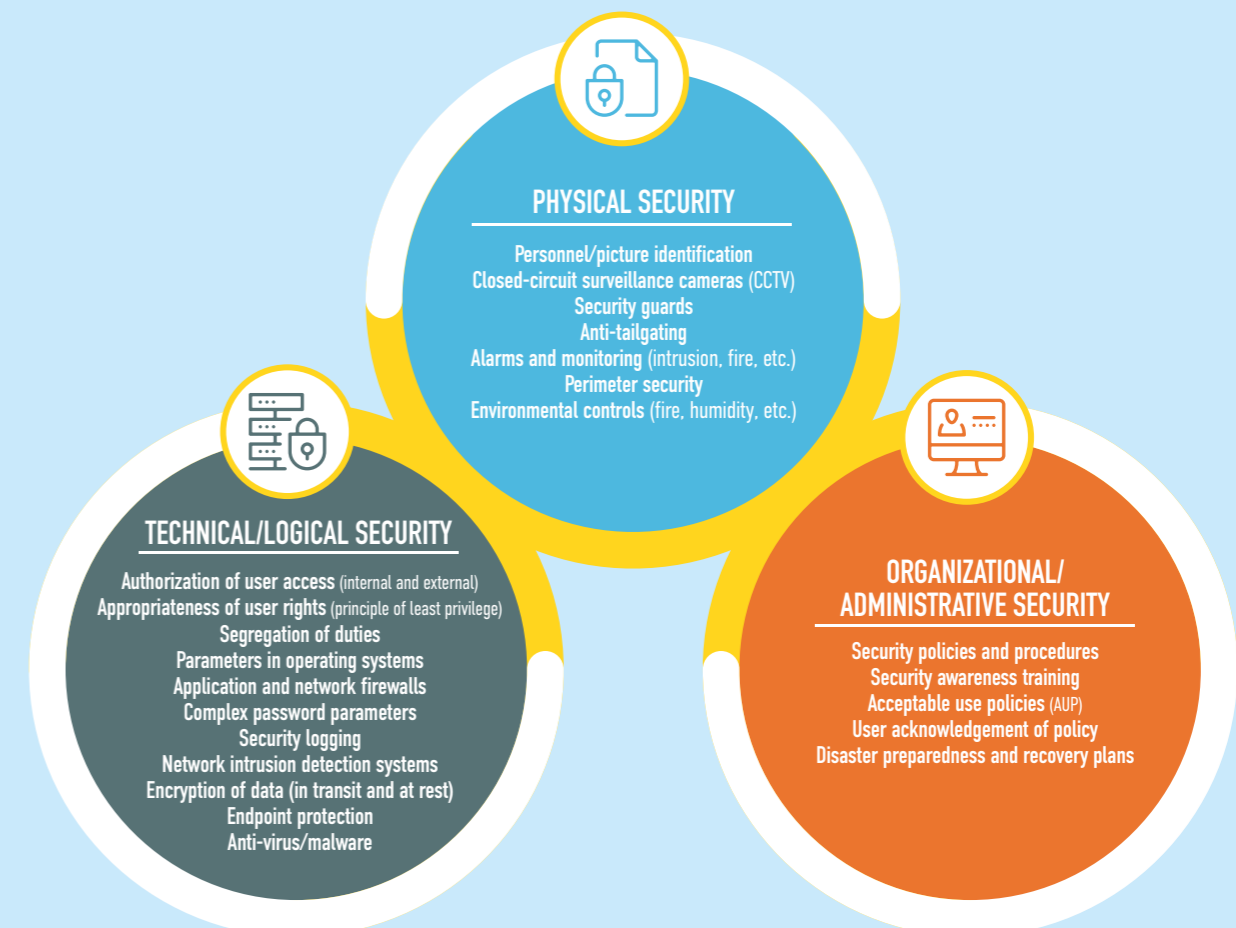 PHYSICAL SECURITY
Personnel/picture identification
Closed-circuit surveillance cameras (CCTV)
Security guards
Anti-tailgating
Alarms and monitoring (intrusion, fire, etc.)
Perimeter security
Environmental controls (fire, humidity, etc.)
TECHNICAL/LOGICAL SECURITY
Authorization of user access (internal and external)
Appropriateness of user rights (principle of least privilege)
Segregation of duties
Parameters in operating systems
Application and network firewalls
Complex password parameters
Security logging
Network intrusion detection systems
Encryption of data (in transit and at rest)
Endpoint protection
Anti-virus/malware
ORGANIZATIONAL/
ADMINISTRATIVE SECURITY
Security policies and procedures
Security awareness training
Acceptable use policies (AUP)
User acknowledgement of policy
Disaster preparedness and recovery plans